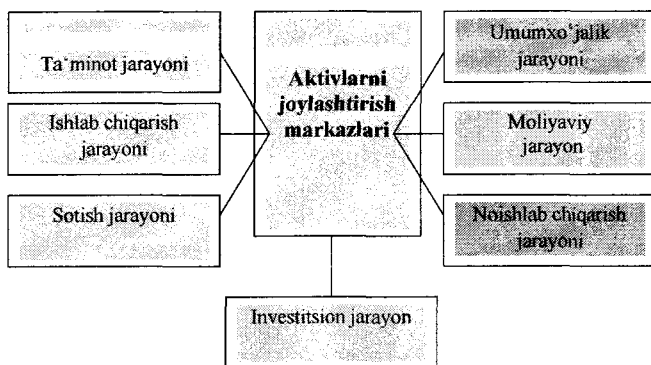 Ta‘minot jarayoni
Ishlab chiqarish
jarayoni
Sotish jarayoni
Aktivlarni
joylashtirish
markazlari
Umumxo‘jalik
jarayoni
Moliyaviy
jarayon
Noishlab chiqarish
jarayoni
Investitsion jarayon